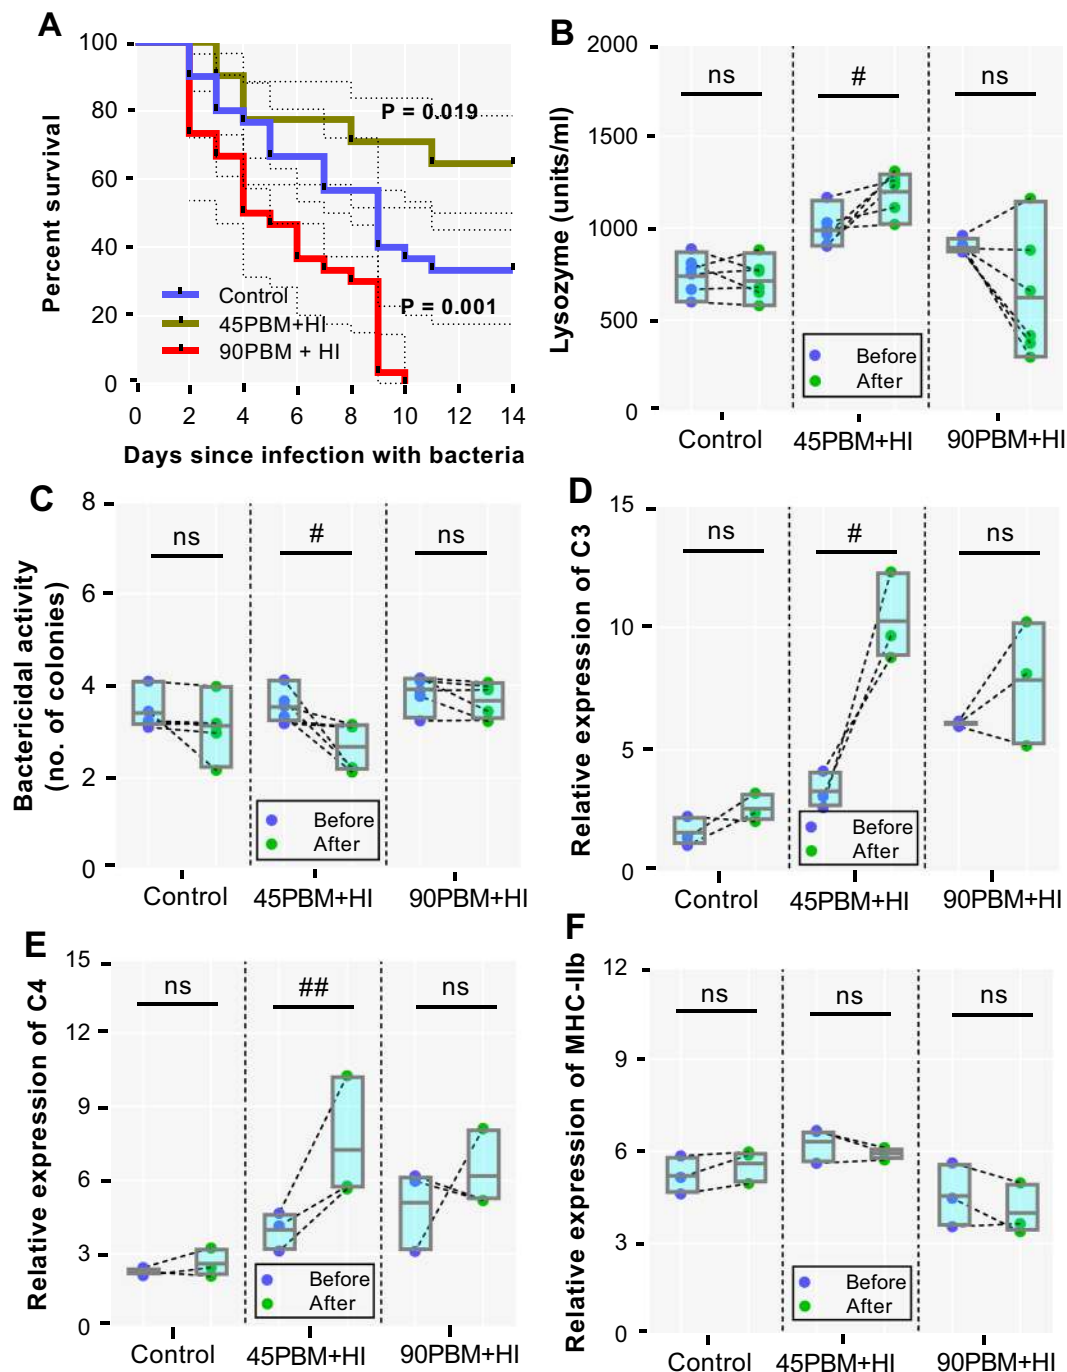 A
Percent survival
100
80
60
40
20
0
P = 0.019
P = 0.001
Control
45PBM+HI
90PBM + HI
0 2 4 6 8 10 12 14
Days since infection with bacteria
B
Lysozyme (units/ml)
2000
1500
1000
500
0
ns # ns
Before
After
Control 45PBM+HI 90PBM+HI
C
Bactericidal activity
(no. of colonies)
8
6
4
2
0
ns # ns
Before
After
Control 45PBM+HI 90PBM+HI
D
Relative expression of C3
15
10
5
0
ns # ns
Before
After
Control 45PBM+HI 90PBM+HI
E
Relative expression of C4
15
12
9
6
3
0
ns ## ns
Before
After
Control 45PBM+HI 90PBM+HI
F
Relative expression of MHC-IIb
12
9
6
3
0
ns ns ns
Before
After
Control 45PBM+HI 90PBM+HI